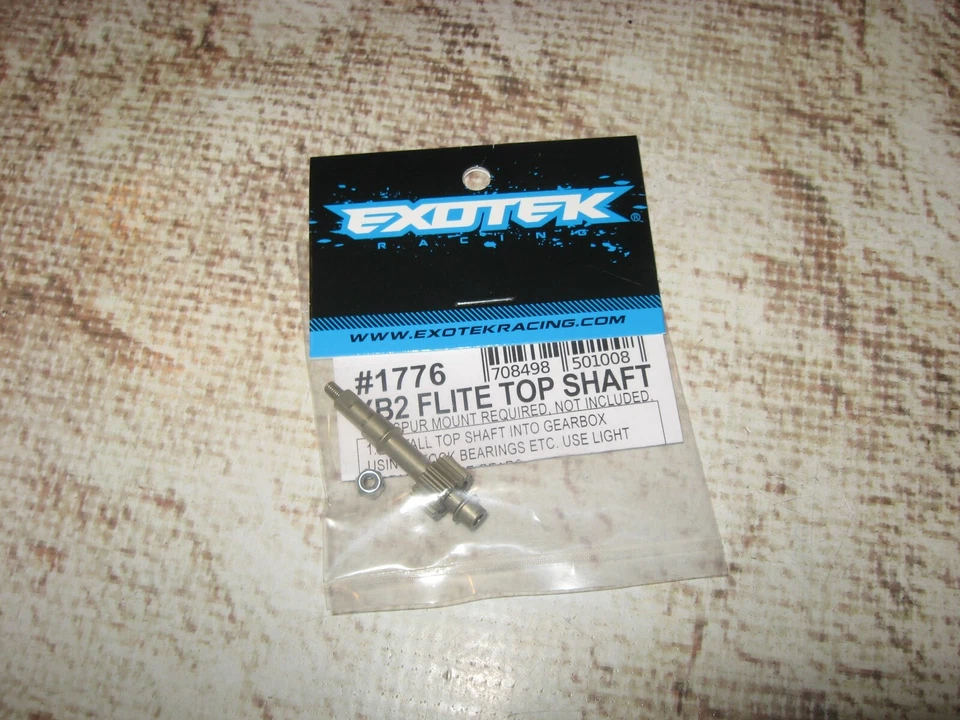 EXOTEK®
RACING
WWW.EXOTEKRACING.COM
708498 501008
#1776
B2 FLITE TOP SHAFT
SPUR MOUNT REQUIRED, NOT INCLUDED.
TOP SHAFT INTO GEARBOX
BEARINGS ETC. USE LIGHT